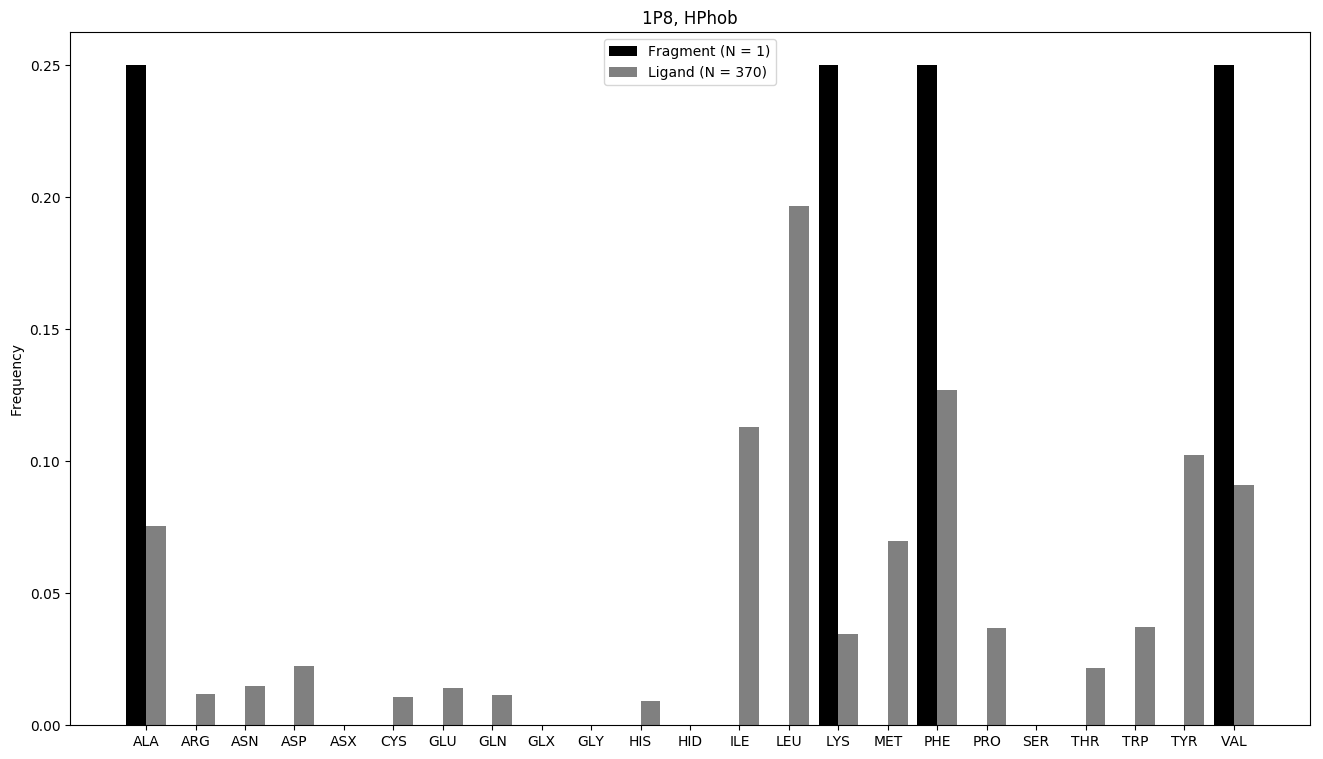 1P8, HPhob
Fragment (N = 1)
Ligand (N = 370)
Frequency
0.25
0.20
0.15
0.10
0.05
0.00
ALA ARG ASN ASP ASX CYS GLU GLN GLX GLY HIS HID ILE LEU LYS MET PHE PRO SER THR TRP TYR VAL